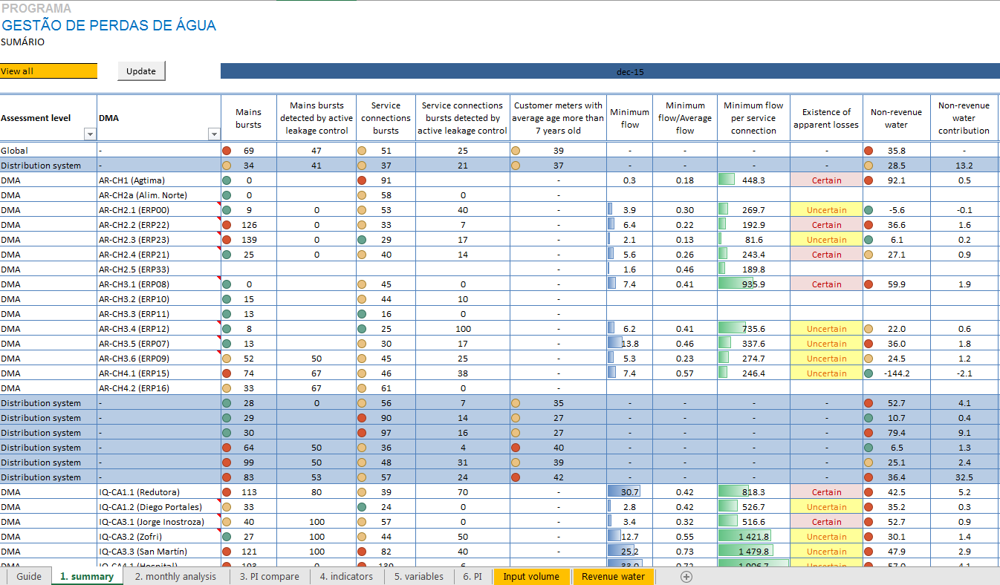 PROGRAMA
GESTÃO DE PERDAS DE ÁGUA
SUMÁRIO
View all Update dec-15
Assessment level DMA Mains bursts Mains bursts detected by active leakage control Service connections bursts Service connections bursts detected by active leakage control Customer meters with average age more than 7 years old Minimum flow Minimum flow/Average flow Minimum flow per service connection Existence of apparent losses Non-revenue water Non-revenue water contribution
Global - 69 47 51 25 39 - - - - 35.8 -
Distribution system - 34 41 37 21 37 - - - - 28.5 13.2
DMA AR-CH1 (Agtima) 0 91 - 0.3 0.18 448.3 Certain 92.1 0.5
DMA AR-CH2a (Alim. Norte) 0 58 0 -
DMA AR-CH2.1 (ERP00) 9 0 53 40 - 3.9 0.30 269.7 Uncertain -5.6 -0.1
DMA AR-CH2.2 (ERP22) 126 0 33 7 - 6.4 0.22 192.9 Certain 36.6 1.6
DMA AR-CH2.3 (ERP23) 139 0 29 17 - 2.1 0.13 81.6 Uncertain 6.1 0.2
DMA AR-CH2.4 (ERP21) 25 0 40 14 - 5.6 0.26 243.4 Certain 27.1 0.9
DMA AR-CH2.5 (ERP33) 1.6 0.46 189.8
DMA AR-CH3.1 (ERP08) 0 45 0 - 7.4 0.41 935.9 Certain 59.9 1.9
DMA AR-CH3.2 (ERP10) 15 44 10 -
DMA AR-CH3.3 (ERP11) 13 16 0 -
DMA AR-CH3.4 (ERP12) 8 25 100 - 6.2 0.41 735.6 Uncertain 22.0 0.6
DMA AR-CH3.5 (ERP07) 13 30 17 - 13.8 0.46 337.6 Uncertain 36.0 1.8
DMA AR-CH3.6 (ERP09) 52 50 45 25 - 5.3 0.23 274.7 Uncertain 24.5 1.2
DMA AR-CH4.1 (ERP15) 74 67 46 38 - 7.4 0.57 246.4 Uncertain -144.2 -2.1
DMA AR-CH4.2 (ERP16) 33 67 61 0 -
Distribution system - 28 0 56 7 35 - - - - 52.7 4.1
Distribution system - 29 90 14 27 - - - - 10.7 0.4
Distribution system - 30 97 16 27 - - - - 79.4 9.1
Distribution system - 64 50 36 4 40 - - - - 6.5 1.3
Distribution system - 99 50 48 31 39 - - - - 25.1 2.4
Distribution system - 83 53 57 24 42 - - - - 36.4 32.5
DMA IQ-CA1.1 (Redutora) 113 80 39 70 - 30.7 0.42 818.3 Certain 42.5 5.2
DMA IQ-CA1.2 (Diego Portales) 33 24 0 - 2.8 0.42 526.7 Uncertain 35.2 0.3
DMA IQ-CA3.1 (Jorge Inostroza) 40 100 57 0 - 3.4 0.32 516.6 Certain 52.7 0.9
DMA IQ-CA3.2 (Zofri) 27 100 44 50 - 12.7 0.55 1 421.8 Uncertain 30.1 1.4
DMA IQ-CA3.3 (San Martín) 121 100 82 40 - 25.2 0.73 1 479.8 Uncertain 47.9 2.9
DMA IQ-CA4.1 (Hospital)
Guide 1. summary 2. monthly analysis 3. PI compare 4. indicators 5. variables 6. PI Input volume Revenue water